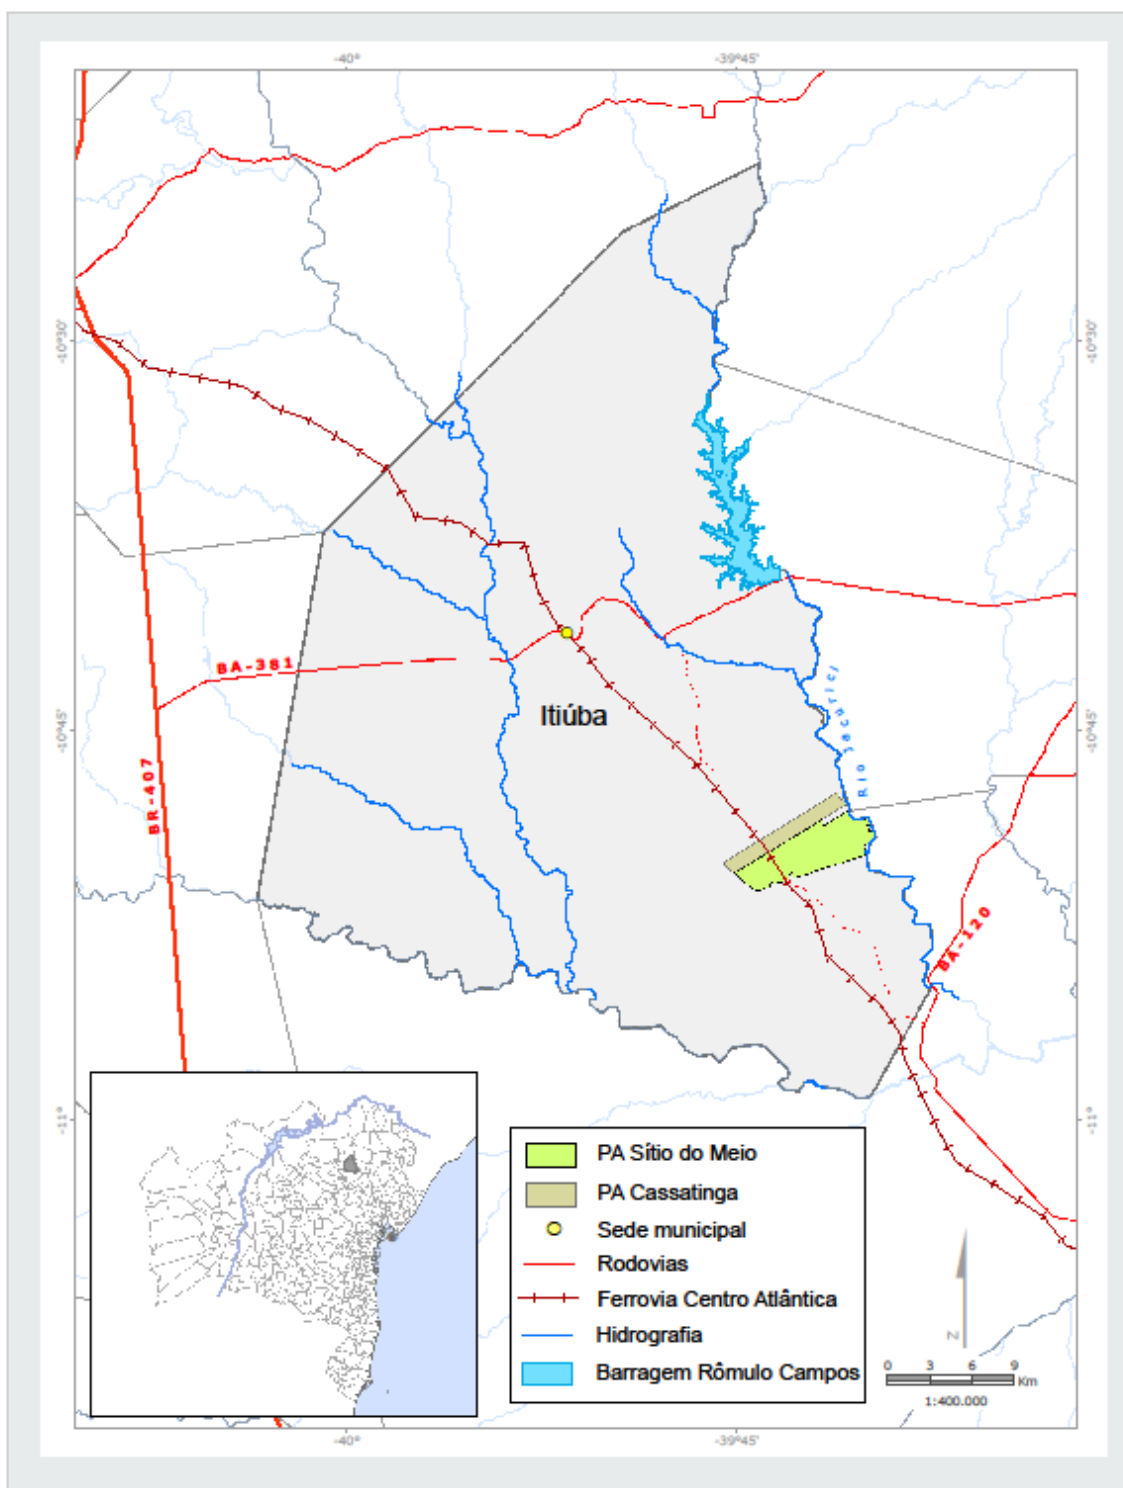 -40°
-39°45'
-10°30'
-10°30'
BA-381
Itiúba
Rio Jacurici
-10°45'
-10°45'
BR-407
BA-120
-11°
-11°
PA Sítio do Meio
PA Cassatinga
Sede municipal
Rodovias
Ferrovia Centro Atlântica
Hidrografia
Barragem Rômulo Campos
N
0 3 6 9
Km
1:400.000
-40°
-39°45'